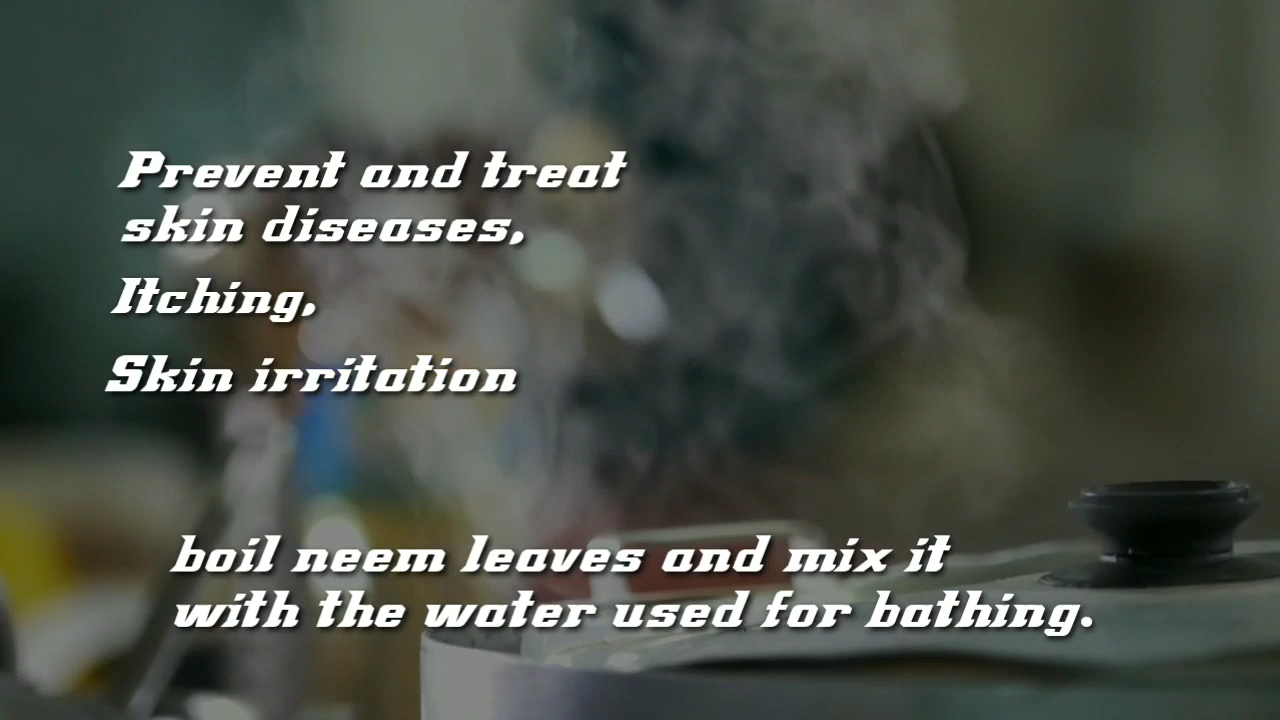 Prevent and treat
skin diseases,
Itching,
Skin irritation
boil neem leaves and mix it
with the water used for bathing.